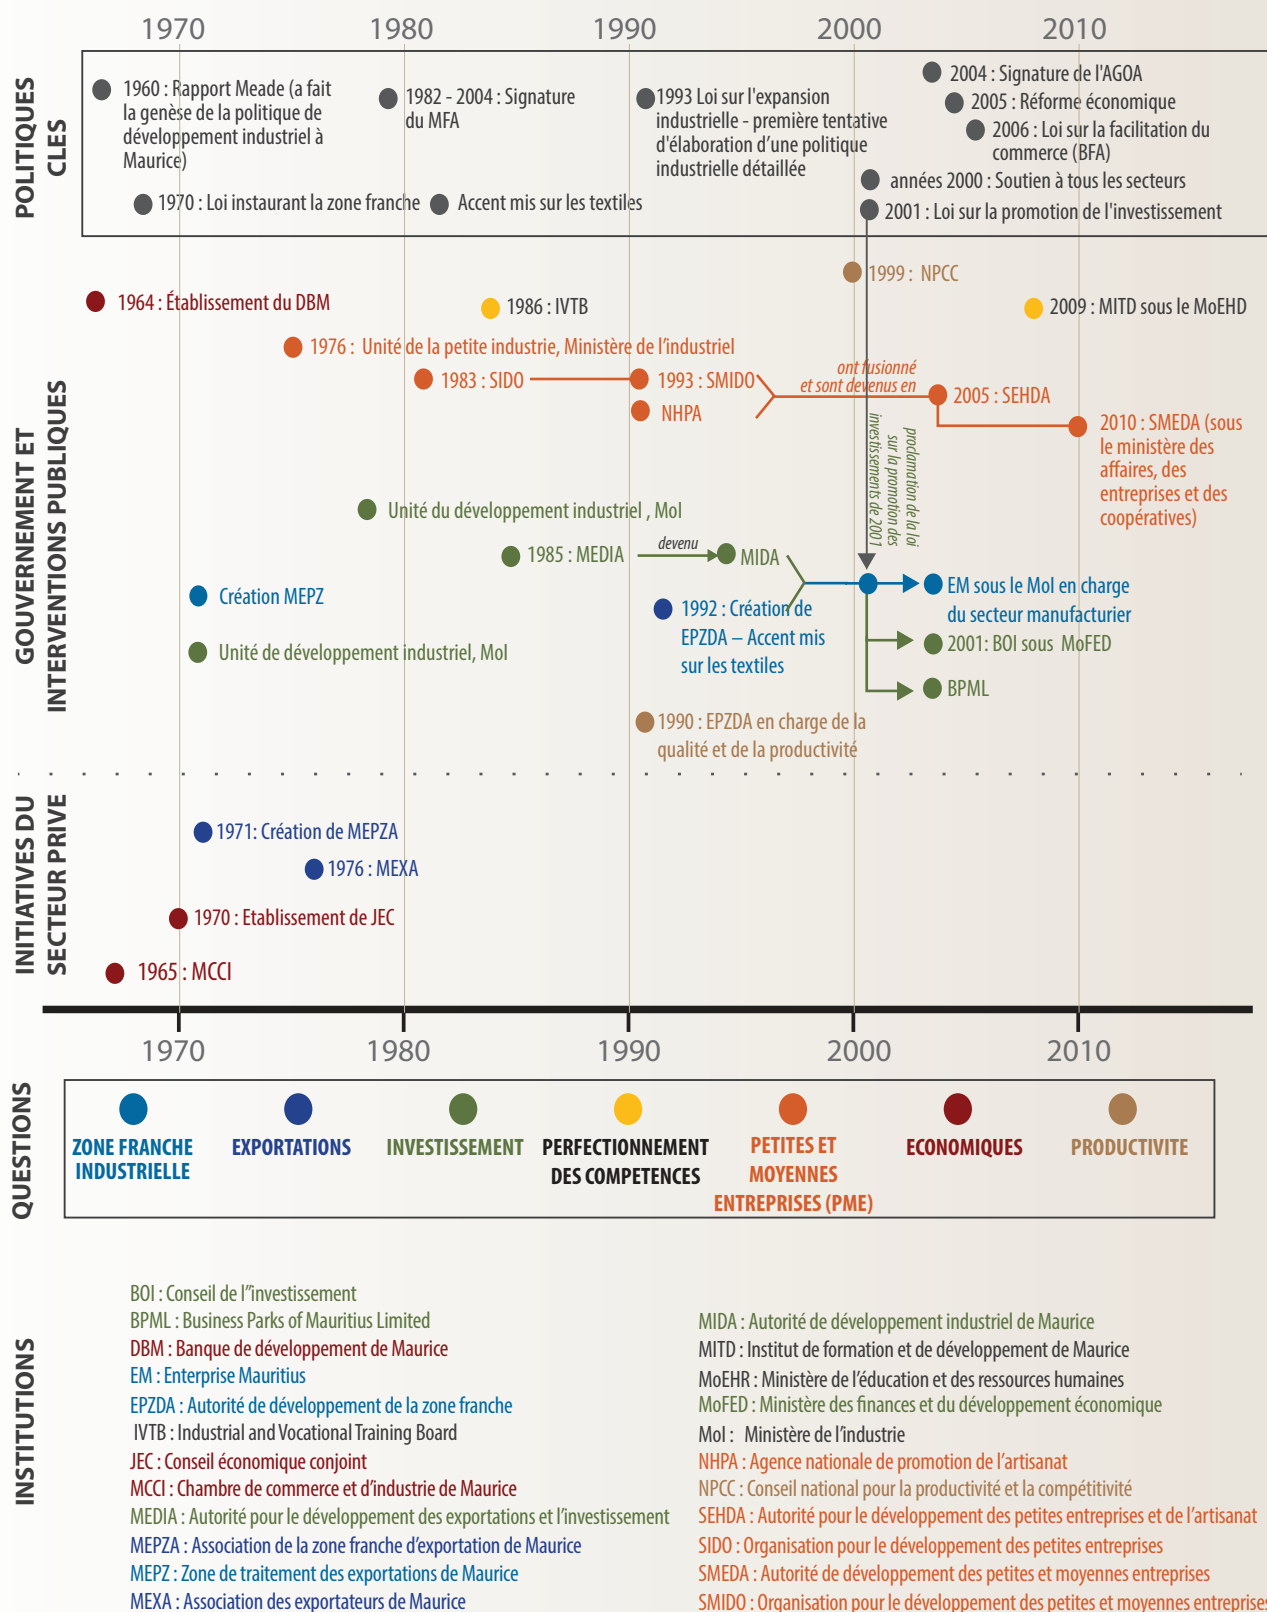 1970 1980 1990 2000 2010
POLITIQUES
CLES
1960 : Rapport Meade (a fait
la genèse de la politique de
développement industriel à
Maurice)
1970 : Loi instaurant la zone franche
1982 - 2004 : Signature
du MFA
Accent mis sur les textiles
1993 Loi sur l'expansion
industrielle - première tentative
d'élaboration d'une politique
industrielle détaillée
2004 : Signature de l'AGOA
2005 : Réforme économique
2006 : Loi sur la facilitation du
commerce (BFA)
années 2000 : Soutien à tous les secteurs
2001 : Loi sur la promotion de l'investissement
GOUVERNEMENT ET
INTERVENTIONS PUBLIQUES
1999 : NPCC
1964 : Établissement du DBM
1986 : IVTB
2009 : MITD sous le MoEHD
1976 : Unité de la petite industrie, Ministère de l'industriel
1983 : SIDO
1993 : SMIDO
NHPA
ont fusionné
et sont devenus en
2005 : SEHDA
2010 : SMEDA (sous
le ministère des
affaires, des
entreprises et des
coopératives)
proclamation de la loi
sur la promotion des
investissements de 2001
Unité du développement industriel , MoI
1985 : MEDIA
devenu
MIDA
Création MEPZ
1992 : Création de
EPZDA – Accent mis
sur les textiles
EM sous le MoI en charge
du secteur manufacturier
Unité de développement industriel, MoI
2001: BOI sous MoFED
BPML
1990 : EPZDA en charge de la
qualité et de la productivité
INITIATIVES DU
SECTEUR PRIVE
1971: Création de MEPZA
1976 : MEXA
1970 : Etablissement de JEC
1965 : MCCI
1970 1980 1990 2000 2010
QUESTIONS
ZONE FRANCHE
INDUSTRIELLE
EXPORTATIONS
INVESTISSEMENT
PERFECTIONNEMENT
DES COMPETENCES
PETITES ET
MOYENNES
ENTREPRISES (PME)
ECONOMIQUES
PRODUCTIVITE
INSTITUTIONS
BOI : Conseil de l''investissement
BPML : Business Parks of Mauritius Limited
DBM : Banque de développement de Maurice
EM : Enterprise Mauritius
EPZDA : Autorité de développement de la zone franche
IVTB : Industrial and Vocational Training Board
JEC : Conseil économique conjoint
MCCI : Chambre de commerce et d'industrie de Maurice
MEDIA : Autorité pour le développement des exportations et l'investissement
MEPZA : Association de la zone franche d'exportation de Maurice
MEPZ : Zone de traitement des exportations de Maurice
MEXA : Association des exportateurs de Maurice
MIDA : Autorité de développement industriel de Maurice
MITD : Institut de formation et de développement de Maurice
MoEHR : Ministère de l'éducation et des ressources humaines
MoFED : Ministère des finances et du développement économique
MoI : Ministère de l'industrie
NHPA : Agence nationale de promotion de l'artisanat
NPCC : Conseil national pour la productivité et la compétitivité
SEHDA : Autorité pour le développement des petites entreprises et de l'artisanat
SIDO : Organisation pour le développement des petites entreprises
SMEDA : Autorité de développement des petites et moyennes entreprises
SMIDO : Organisation pour le développement des petites et moyennes entreprises